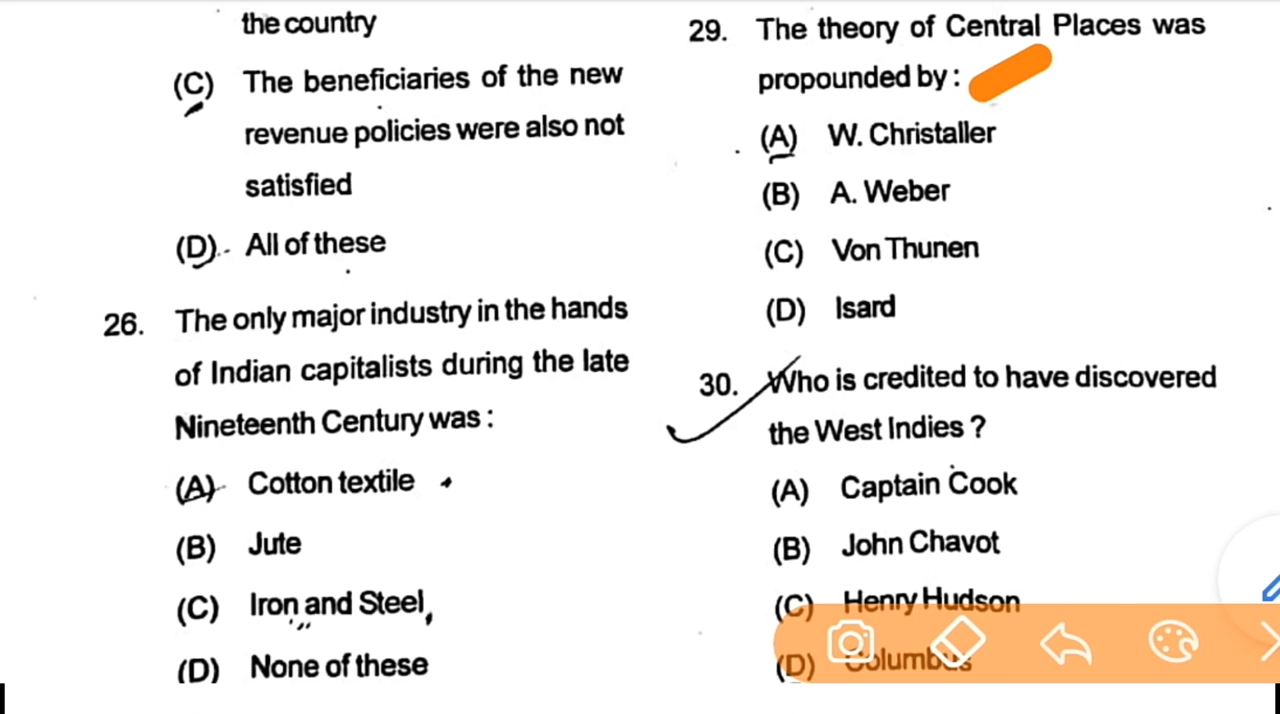 the country
(C) The beneficiaries of the new
revenue policies were also not
satisfied
(D) All of these
26. The only major industry in the hands
of Indian capitalists during the late
Nineteenth Century was :
(A) Cotton textile
(B) Jute
(C) Iron and Steel
(D) None of these
29. The theory of Central Places was
propounded by :
(A) W. Christaller
(B) A. Weber
(C) Von Thunen
(D) Isard
30. Who is credited to have discovered
the West Indies ?
(A) Captain Cook
(B) John Chavot
(C) Henry Hudson
(D) Columbus